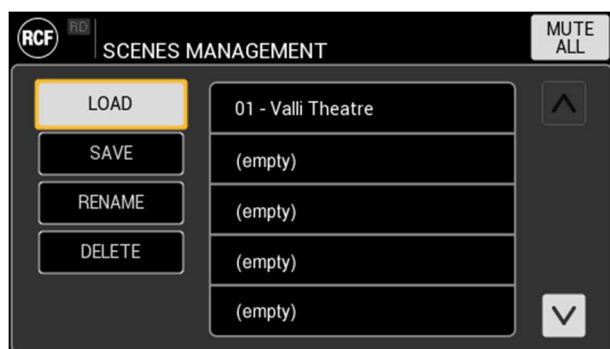 RCF RD
SCENES MANAGEMENT
MUTE
ALL
LOAD
SAVE
RENAME
DELETE
01 - Valli Theatre
(empty)
(empty)
(empty)
(empty)